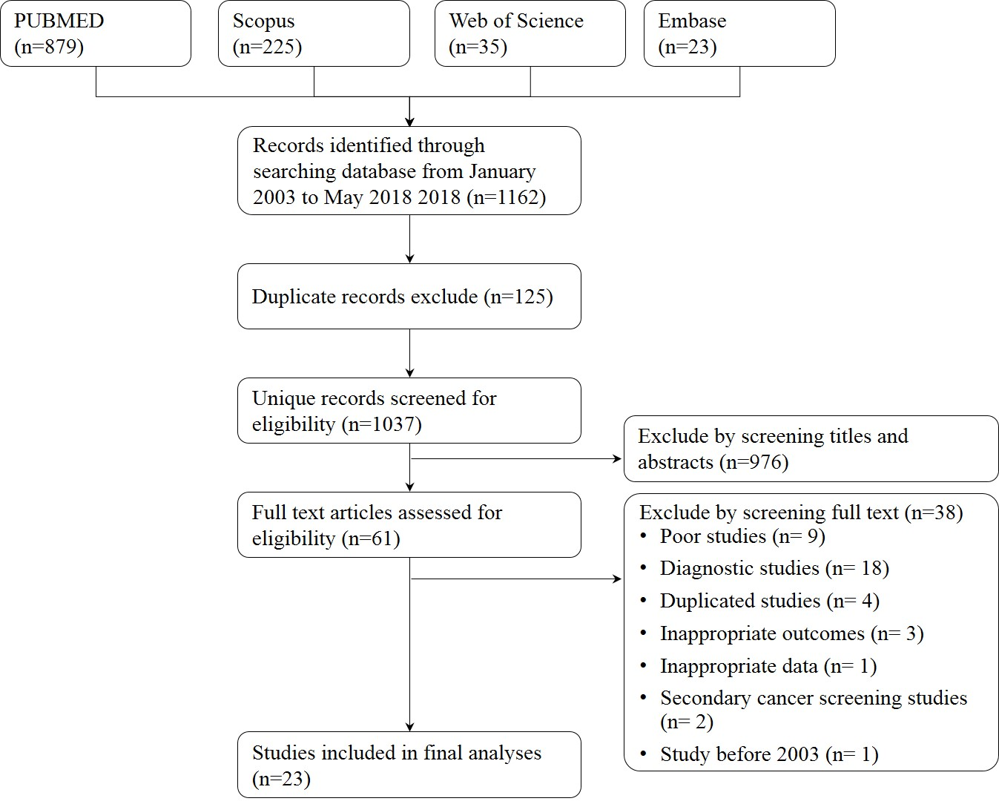 PUBMED
(n=879)
Scopus
(n=225)
Web of Science
(n=35)
Embase
(n=23)
Records identified through
searching database from January
2003 to May 2018 2018 (n=1162)
Duplicate records exclude (n=125)
Unique records screened for
eligibility (n=1037)
Exclude by screening titles and
abstracts (n=976)
Full text articles assessed for
eligibility (n=61)
Exclude by screening full text (n=38)
• Poor studies (n= 9)
• Diagnostic studies (n= 18)
• Duplicated studies (n= 4)
• Inappropriate outcomes (n= 3)
• Inappropriate data (n= 1)
• Secondary cancer screening studies
(n= 2)
• Study before 2003 (n= 1)
Studies included in final analyses
(n=23)